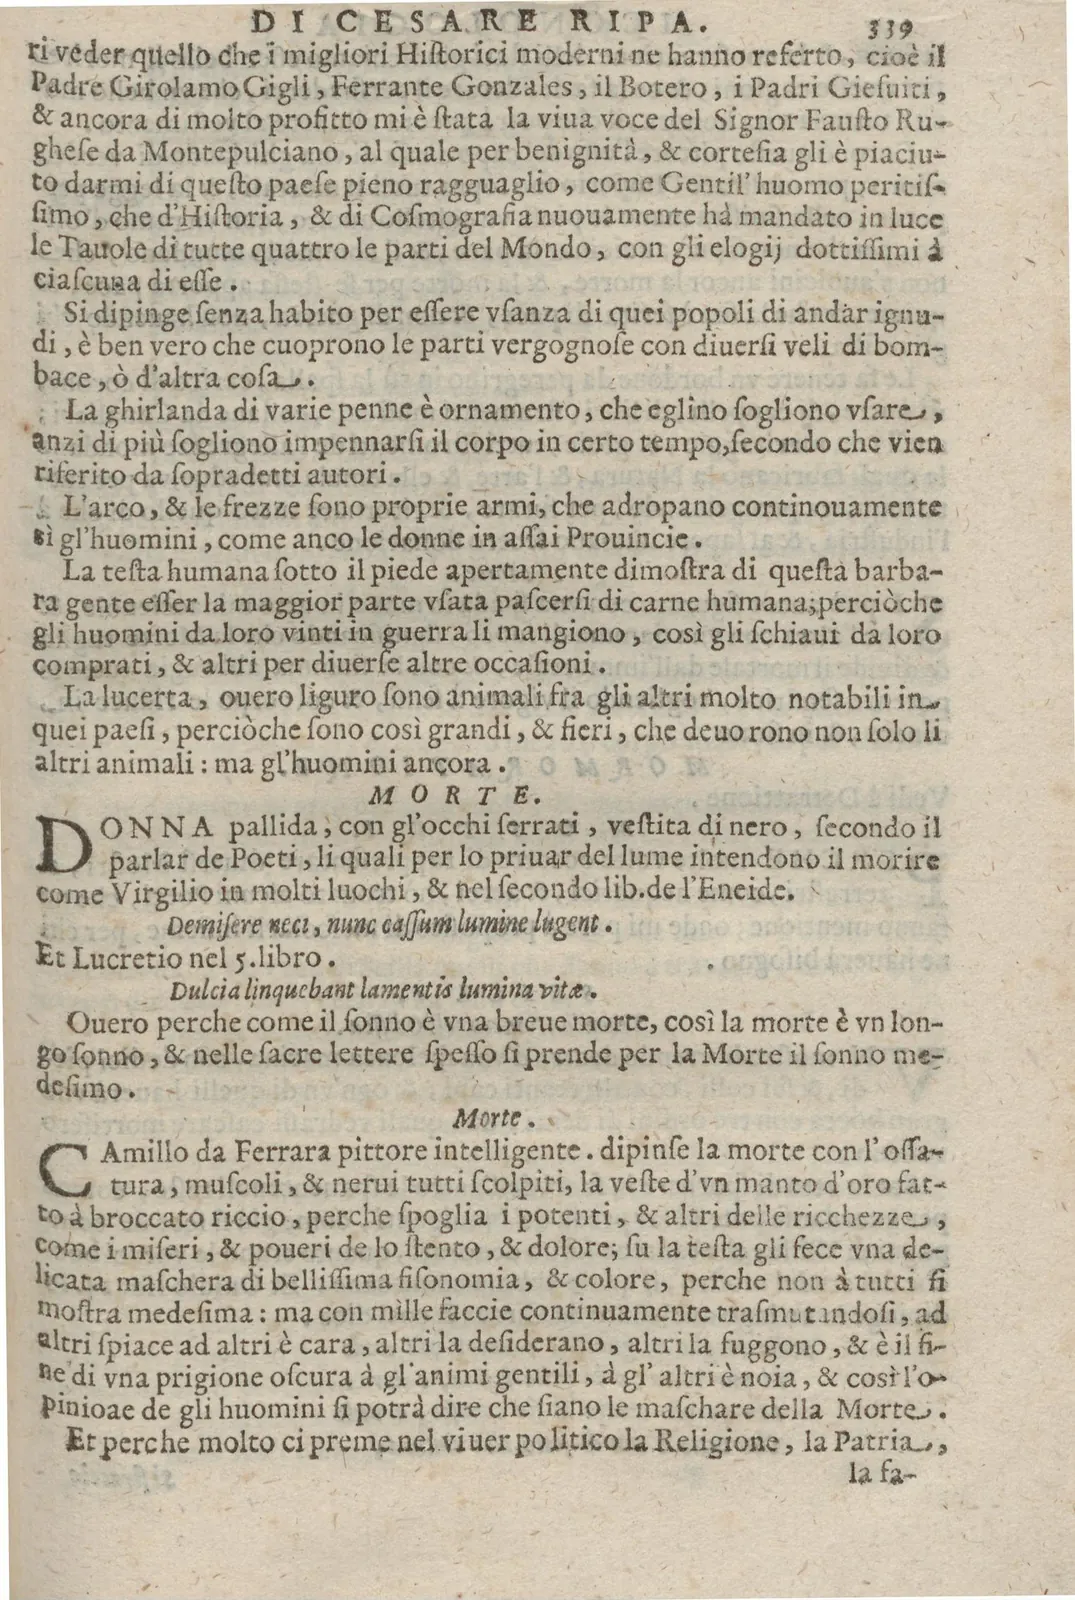 DI CESARE RIPA. 339
ri veder quello che i migliori Hiſtorici moderni ne hanno referto, cioè il
Padre Girolamo Gigli, Ferrante Gonzales, il Botero, i Padri Gieſuiti,
& ancora di molto profitto mi è ſtata la viua voce del Signor Fauſto Ru-
gheſe da Montepulciano, al quale per benignità, & corteſia gli è piaciu-
to darmi di queſto paeſe pieno ragguaglio, come Gentil'huomo peritiſ-
ſimo, che d'Hiſtoria, & di Coſmografia nuouamente hà mandato in luce
le Tauole di tutte quattro le parti del Mondo, con gli elogij dottiſſimi à
ciaſcuna di eſſe.
Si dipinge ſenza habito per eſſere vſanza di quei popoli di andar ignu-
di, è ben vero che cuoprono le parti vergognoſe con diuerſi veli di bom-
bace, ò d'altra coſa.
La ghirlanda di varie penne è ornamento, che eglino ſogliono vſare,
anzi di più ſogliono impennarſi il corpo in certo tempo, ſecondo che vien
riferito da ſopradetti autori.
L'arco, & le frezze ſono proprie armi, che adropano continouamente
sì gl'huomini, come anco le donne in aſſai Prouincie.
La teſta humana ſotto il piede apertamente dimoſtra di queſta barba-
ra gente eſſer la maggior parte vſata paſcerſi di carne humana; perciòche
gli huomini da loro vinti in guerra li mangiono, così gli ſchiaui da loro
comprati, & altri per diuerſe altre occaſioni.
La lucerta, ouero liguro ſono animali fra gli altri molto notabili in
quei paeſi, perciòche ſono così grandi, & fieri, che deuorono non ſolo li
altri animali: ma gl'huomini ancora.
MORTE.
DONNA pallida, con gl'occhi ſerrati, veſtita di nero, ſecondo il
parlar de Poeti, li quali per lo priuar del lume intendono il morire
come Virgilio in molti luochi, & nel ſecondo lib. de l'Eneide.
Demiſere neci, nunc caſſum lumine lugent.
Et Lucretio nel 5. libro.
Dulcia linquebant lamentis lumina vitæ.
Ouero perche come il ſonno è vna breue morte, così la morte è vn lon-
go ſonno, & nelle ſacre lettere ſpeſſo ſi prende per la Morte il ſonno me-
deſimo.
Morte.
CAmillo da Ferrara pittore intelligente. dipinſe la morte con l'oſſa-
tura, muſcoli, & nerui tutti ſcolpiti, la veſte d'vn manto d'oro fat-
to à broccato riccio, perche ſpoglia i potenti, & altri delle ricchezze,
come i miſeri, & poueri de lo ſtento, & dolore; ſu la teſta gli fece vna de-
licata maſchera di belliſſima fiſonomia, & colore, perche non à tutti ſi
moſtra medeſima: ma con mille faccie continuamente traſmutandoſi, ad
altri ſpiace ad altri è cara, altri la deſiderano, altri la fuggono, & è il fi-
ne di vna prigione oſcura à gl'animi gentili, à gl'altri è noia, & così l'o-
pinioae de gli huomini ſi potrà dire che ſiano le maſchare della Morte.
Et perche molto ci preme nel viuer politico la Religione, la Patria,
la fa-